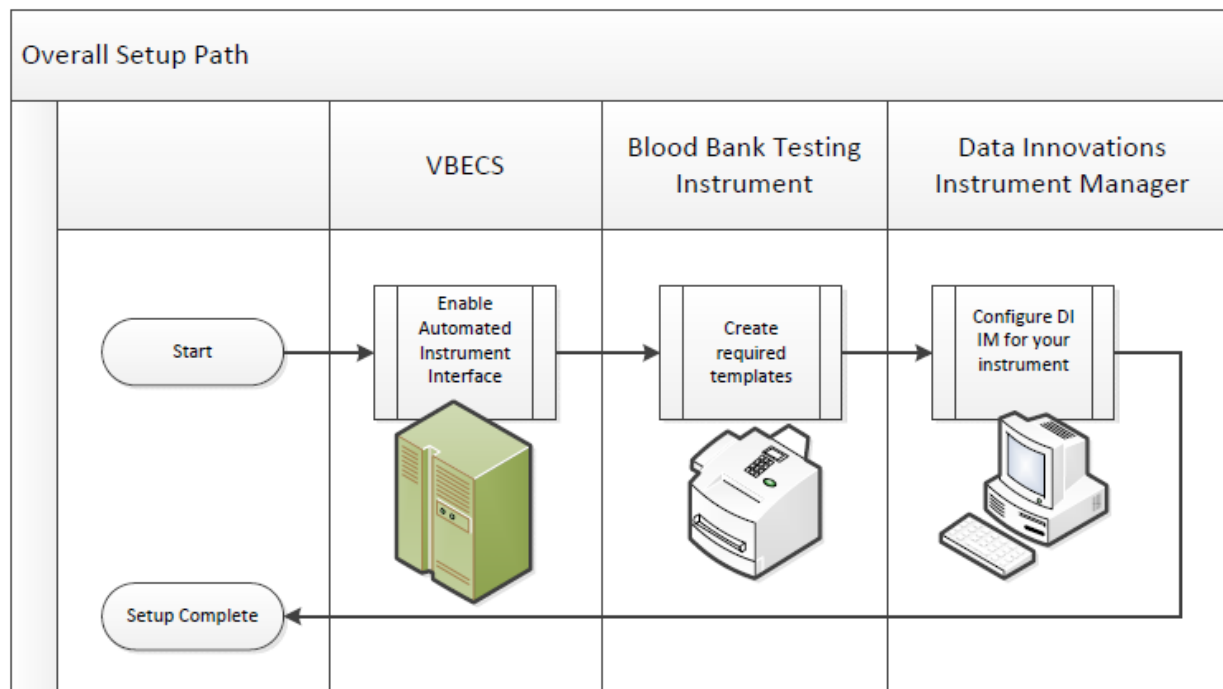 Overall Setup Path
VBECS
Blood Bank Testing
Instrument
Data Innovations
Instrument Manager
Start
Enable
Automated
Instrument
Interface
Create
required
templates
Configure DI
IM for your
instrument
Setup Complete